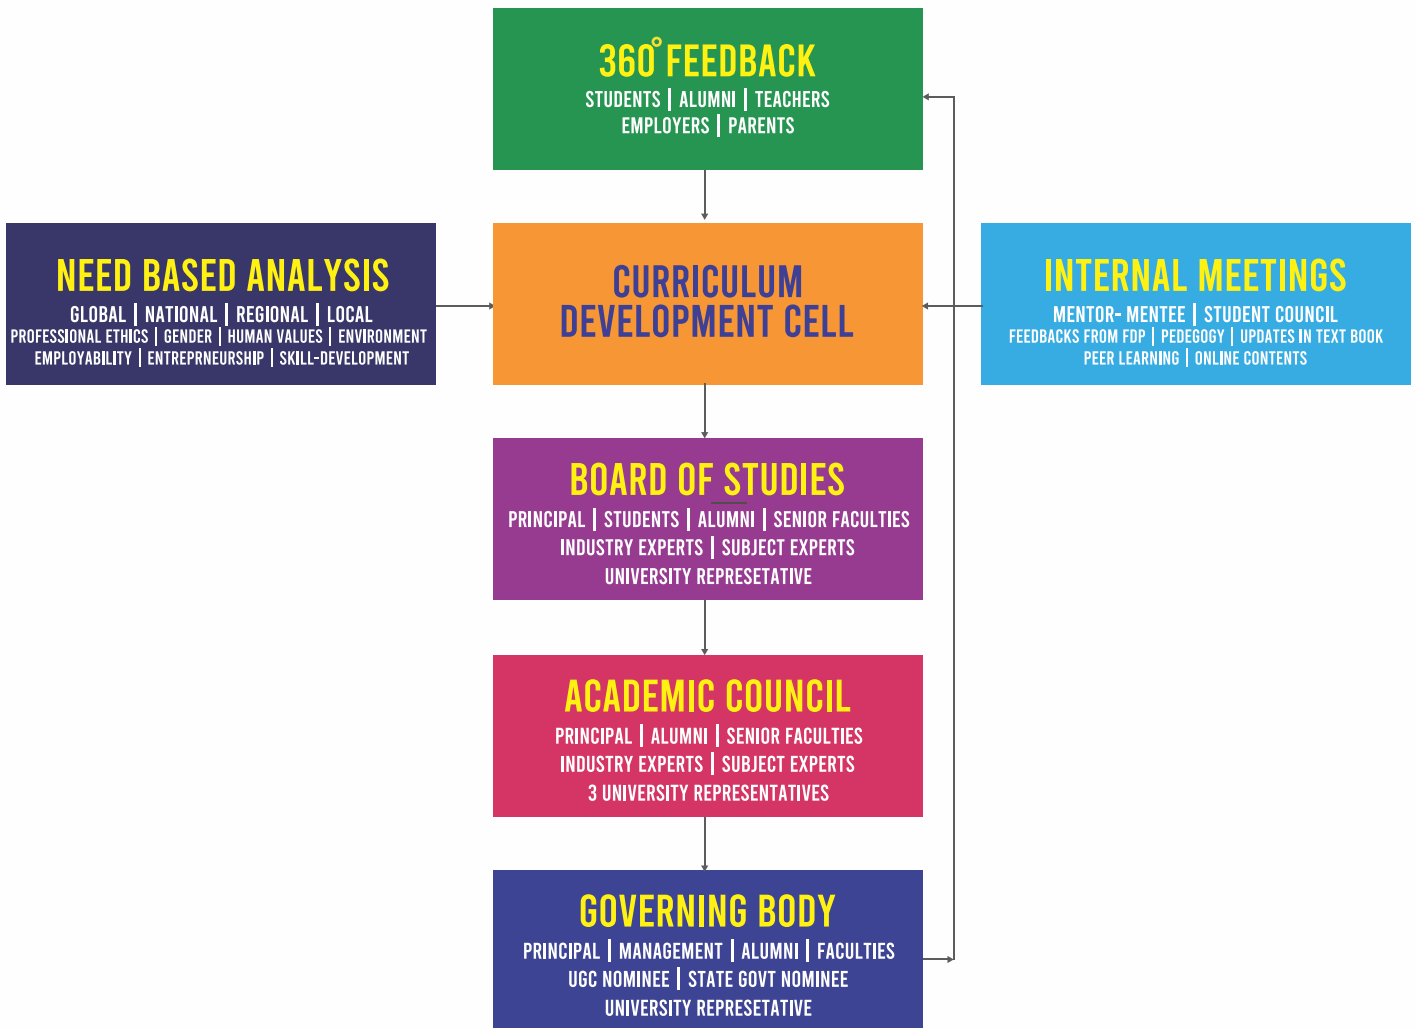 360° FEEDBACK
STUDENTS | ALUMNI | TEACHERS
EMPLOYERS | PARENTS
NEED BASED ANALYSIS
GLOBAL | NATIONAL | REGIONAL | LOCAL
PROFESSIONAL ETHICS | GENDER | HUMAN VALUES | ENVIRONMENT
EMPLOYABILITY | ENTREPRNEURSHIP | SKILL-DEVELOPMENT
CURRICULUM
DEVELOPMENT CELL
INTERNAL MEETINGS
MENTOR- MENTEE | STUDENT COUNCIL
FEEDBACKS FROM FDP | PEDEGOGY | UPDATES IN TEXT BOOK
PEER LEARNING | ONLINE CONTENTS
BOARD OF STUDIES
PRINCIPAL | STUDENTS | ALUMNI | SENIOR FACULTIES
INDUSTRY EXPERTS | SUBJECT EXPERTS
UNIVERSITY REPRESETATIVE
ACADEMIC COUNCIL
PRINCIPAL | ALUMNI | SENIOR FACULTIES
INDUSTRY EXPERTS | SUBJECT EXPERTS
3 UNIVERSITY REPRESENTATIVES
GOVERNING BODY
PRINCIPAL | MANAGEMENT | ALUMNI | FACULTIES
UGC NOMINEE | STATE GOVT NOMINEE
UNIVERSITY REPRESETATIVE